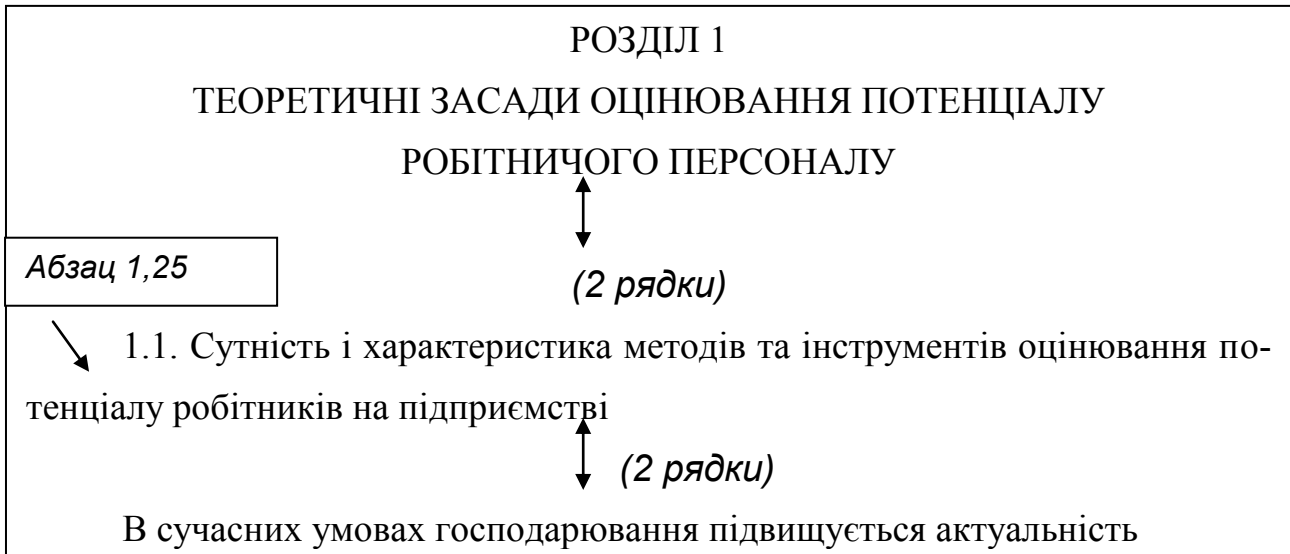 РОЗДІЛ 1
ТЕОРЕТИЧНІ ЗАСАДИ ОЦІНЮВАННЯ ПОТЕНЦІАЛУ
РОБІТНИЧОГО ПЕРСОНАЛУ
Абзац 1,25
(2 рядки)
1.1. Сутність і характеристика методів та інструментів оцінювання по-
тенціалу робітників на підприємстві
(2 рядки)
В сучасних умовах господарювання підвищується актуальність